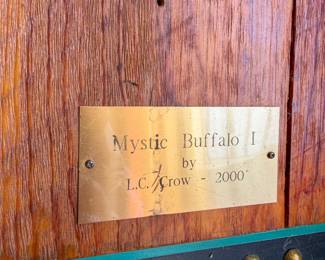 Mystic Buffalo I
by
L.C. Crow - 2000